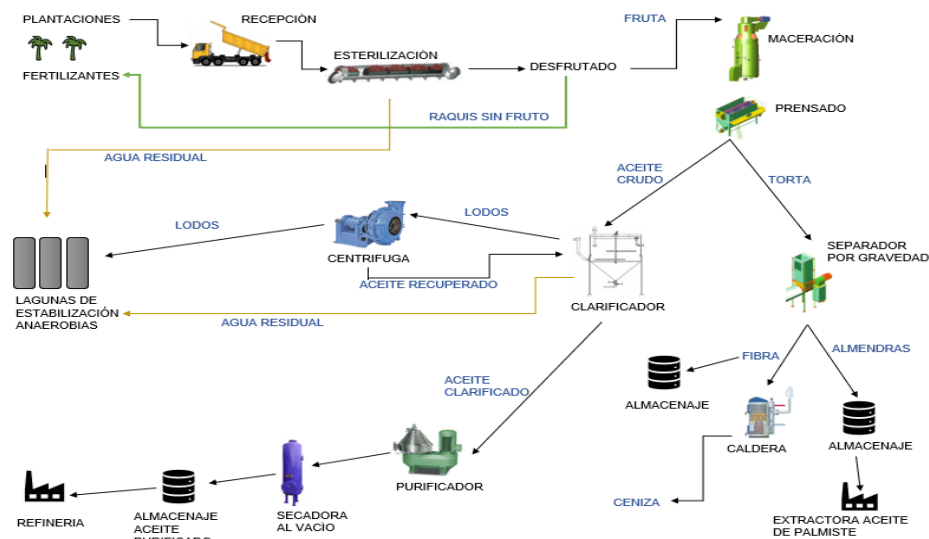 PLANTACIONES
RECEPCIÓN
FRUTA
MACERACIÓN
ESTERILIZACIÓN
DESFRUTADO
FERTILIZANTES
PRENSADO
RAQUIS SIN FRUTO
AGUA RESIDUAL
ACEITE
CRUDO
TORTA
LODOS
LODOS
SEPARADOR
POR GRAVEDAD
CENTRIFUGA
ACEITE RECUPERADO
LAGUNAS DE
ESTABILIZACIÓN
ANAEROBIAS
CLARIFICADOR
AGUA RESIDUAL
ALMENDRAS
FIBRA
ACEITE
CLARIFICADO
ALMACENAJE
CALDERA
ALMACENAJE
PURIFICADOR
CENIZA
SECADORA
AL VACÍO
REFINERIA
ALMACENAJE
ACEITE
PURIFICADO
EXTRACTORA ACEITE
DE PALMISTE